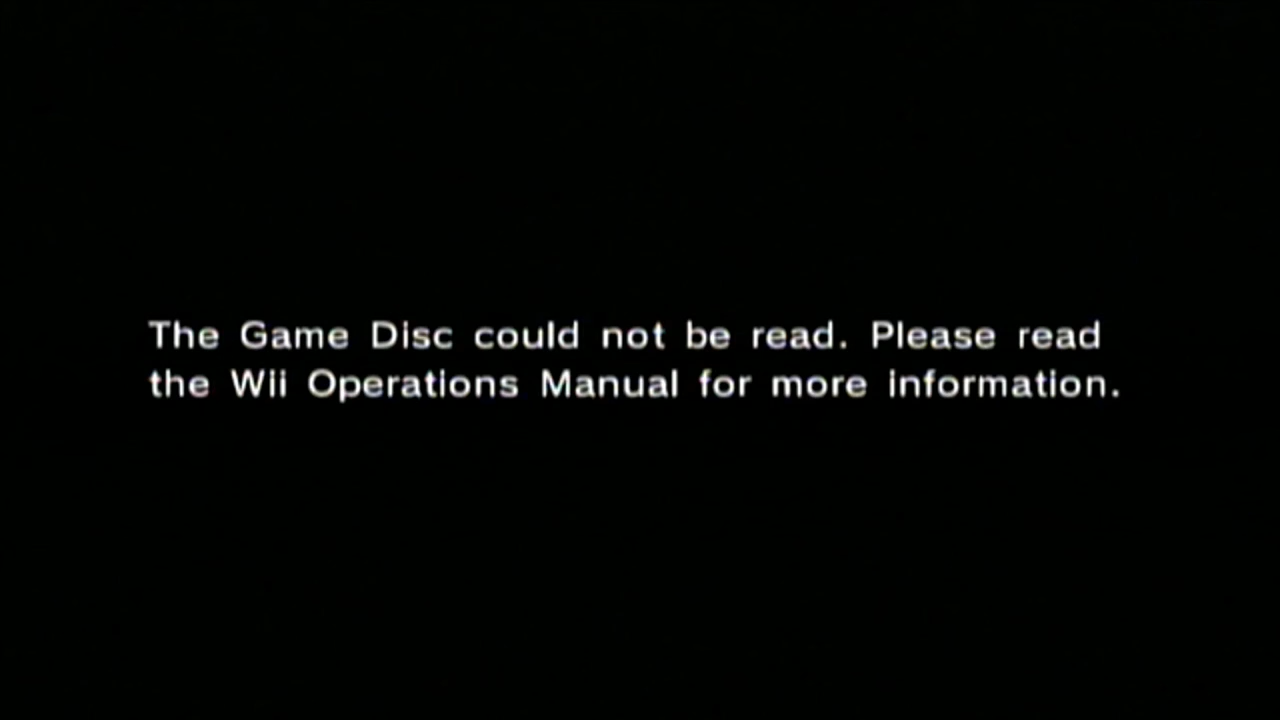 The Game Disc could not be read. Please read
the Wii Operations Manual for more information.